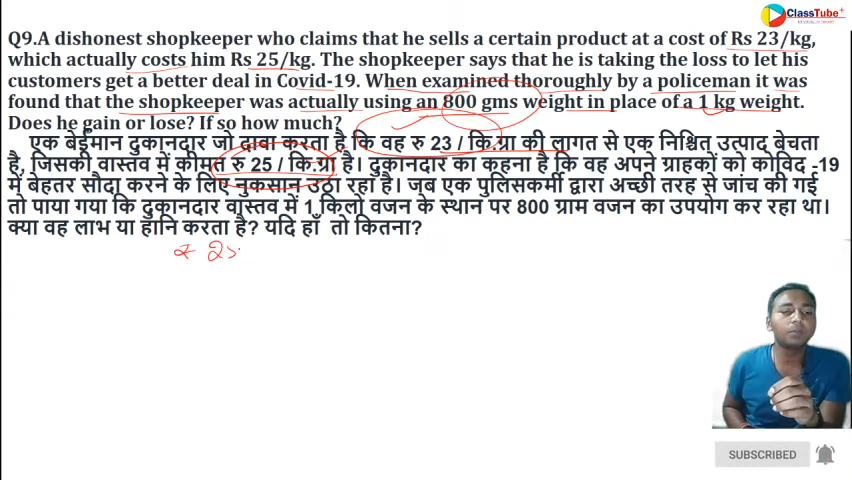 ClassTube+
Q9.A dishonest shopkeeper who claims that he sells a certain product at a cost of Rs 23/kg,
which actually costs him Rs 25/kg. The shopkeeper says that he is taking the loss to let his
customers get a better deal in Covid-19. When examined thoroughly by a policeman it was
found that the shopkeeper was actually using an 800 gms weight in place of a 1 kg weight.
Does he gain or lose? If so how much?
एक बेईमान दुकानदार जो दावा करता है कि वह रु 23 / कि.ग्रा की लागत से एक निश्चित उत्पाद बेचता
है, जिसकी वास्तव में कीमत रु 25 / कि.ग्रा है। दुकानदार का कहना है कि वह अपने ग्राहकों को कोविद -19
में बेहतर सौदा करने के लिए नुकसान उठा रहा है। जब एक पुलिसकर्मी द्वारा अच्छी तरह से जांच की गई
तो पाया गया कि दुकानदार वास्तव में 1 किलो वजन के स्थान पर 800 ग्राम वजन का उपयोग कर रहा था।
क्या वह लाभ या हानि करता है? यदि हाँ तो कितना?
SUBSCRIBED